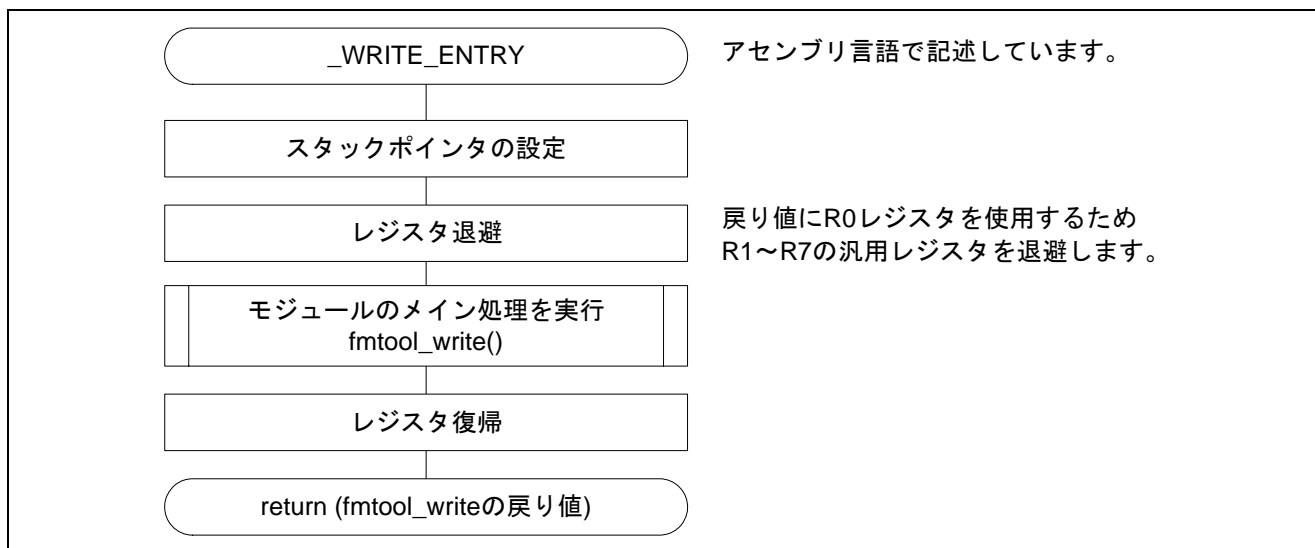 _WRITE_ENTRY
アセンブリ言語で記述しています。
スタックポインタの設定
レジスタ退避
戻り値にR0レジスタを使用するため
R1～R7の汎用レジスタを退避します。
モジュールのメイン処理を実行
fmtool_write()
レジスタ復帰
return (fmtool_writeの戻り値)